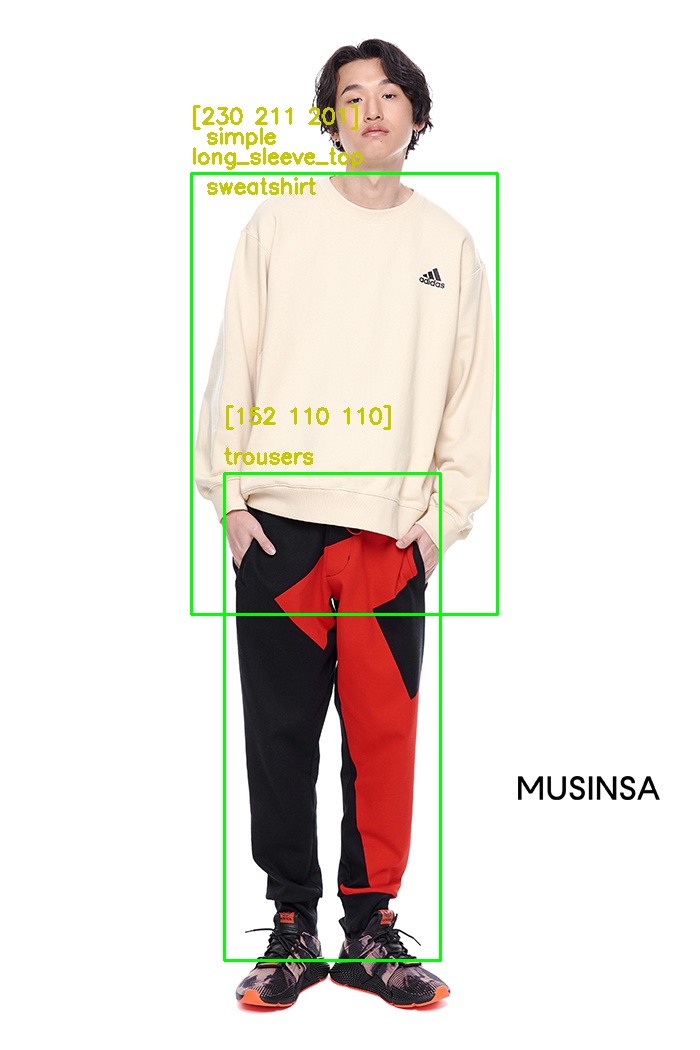 [230 211 201]
simple
long_sleeve_top
sweatshirt
adidas
[152 110 110]
trousers
MUSINSA